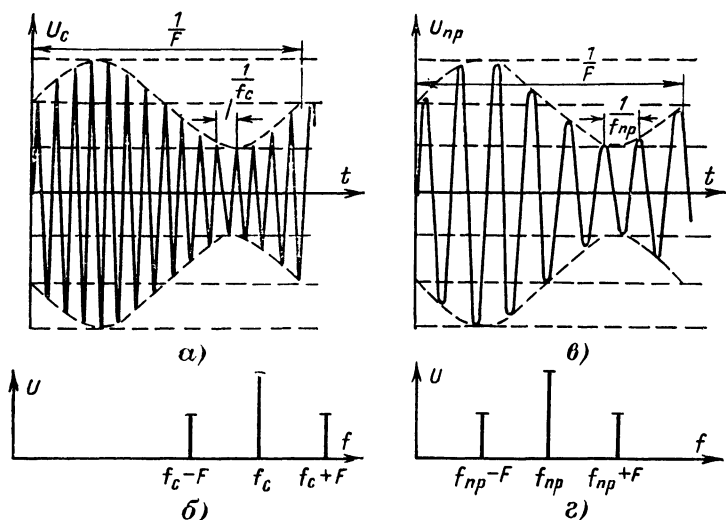 U_c
1/F
1/f_c
t
а)
U_пр
1/F
1/f_пр
t
в)
U
f
f_c-F
f_c
f_c+F
б)
U
f
f_пр-F
f_пр
f_пр+F
г)